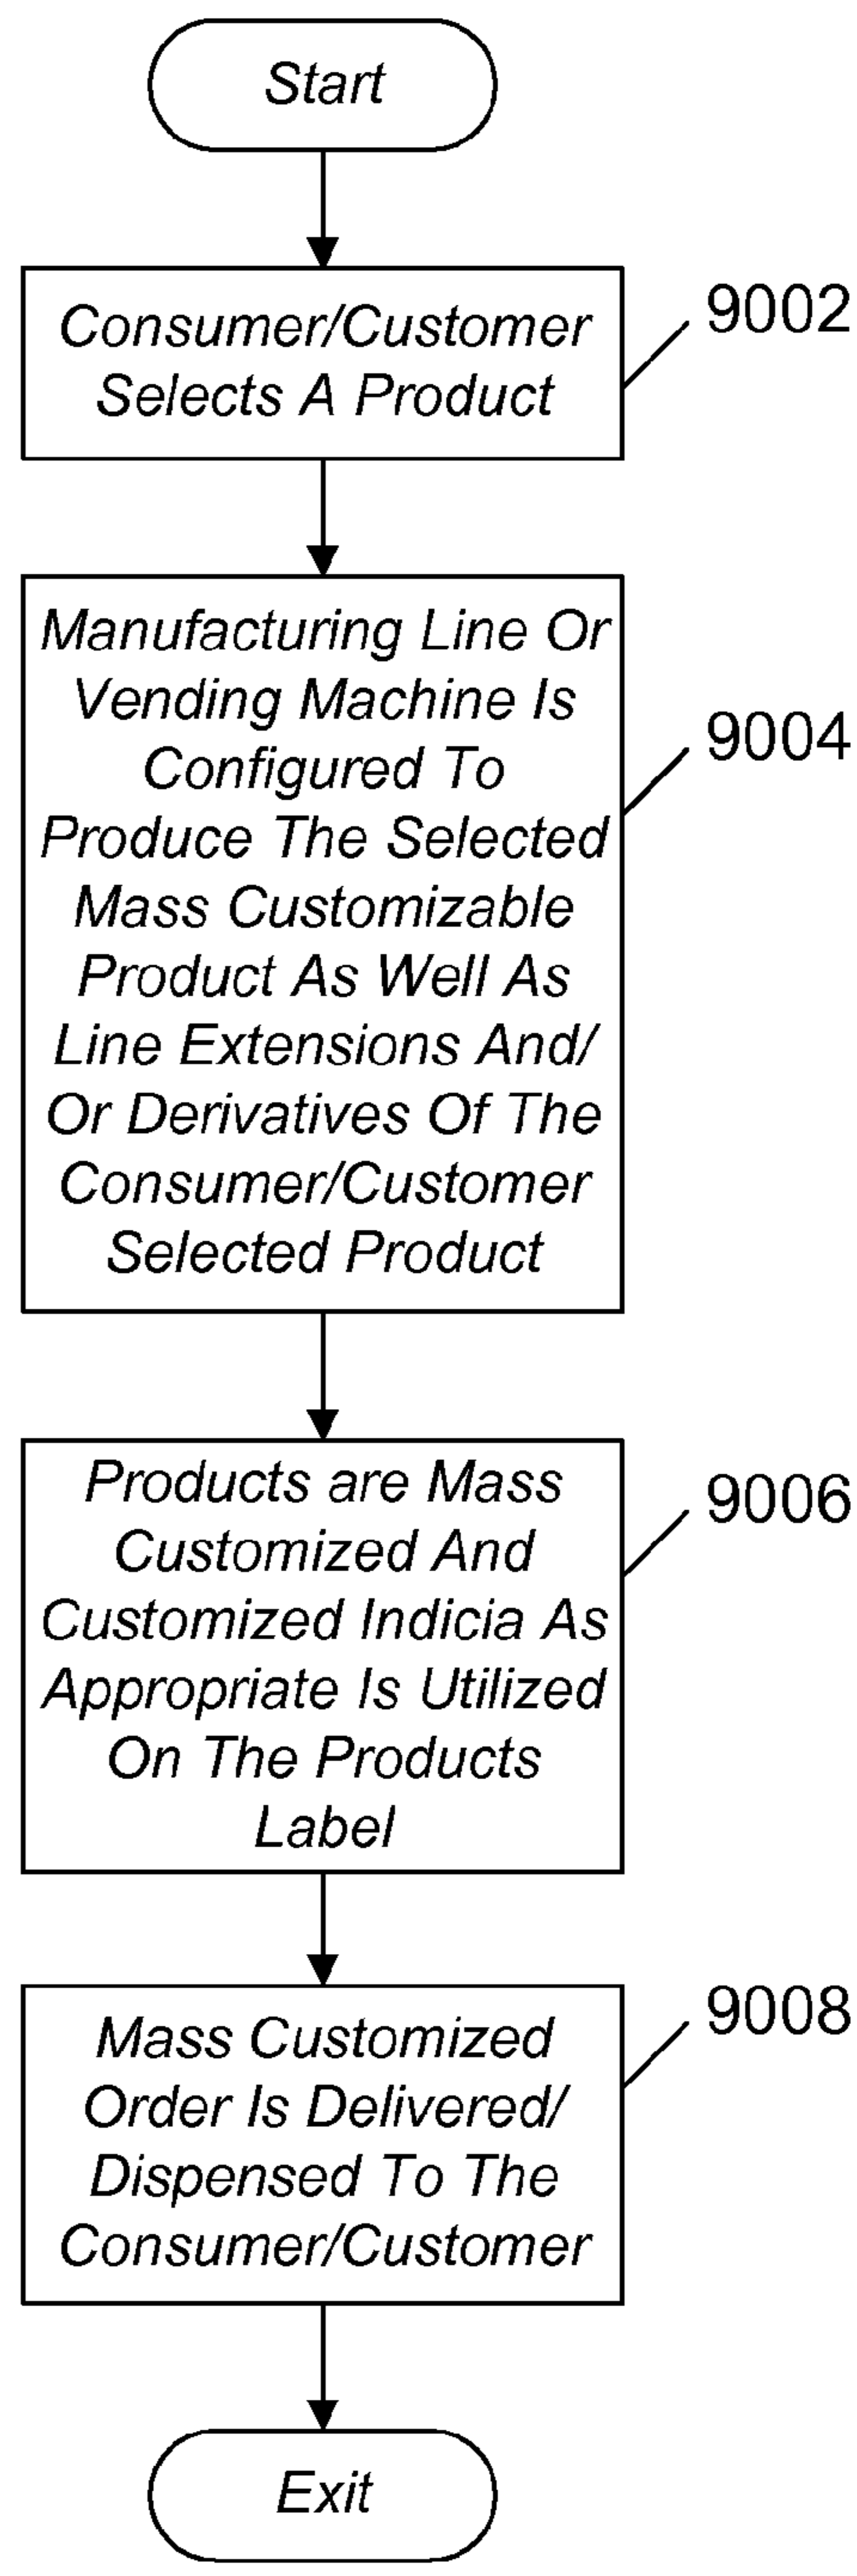 Start
Consumer/Customer
Selects A Product
9002
Manufacturing Line Or
Vending Machine Is
Configured To
Produce The Selected
Mass Customizable
Product As Well As
Line Extensions And/
Or Derivatives Of The
Consumer/Customer
Selected Product
9004
Products are Mass
Customized And
Customized Indicia As
Appropriate Is Utilized
On The Products
Label
9006
Mass Customized
Order Is Delivered/
Dispensed To The
Consumer/Customer
9008
Exit